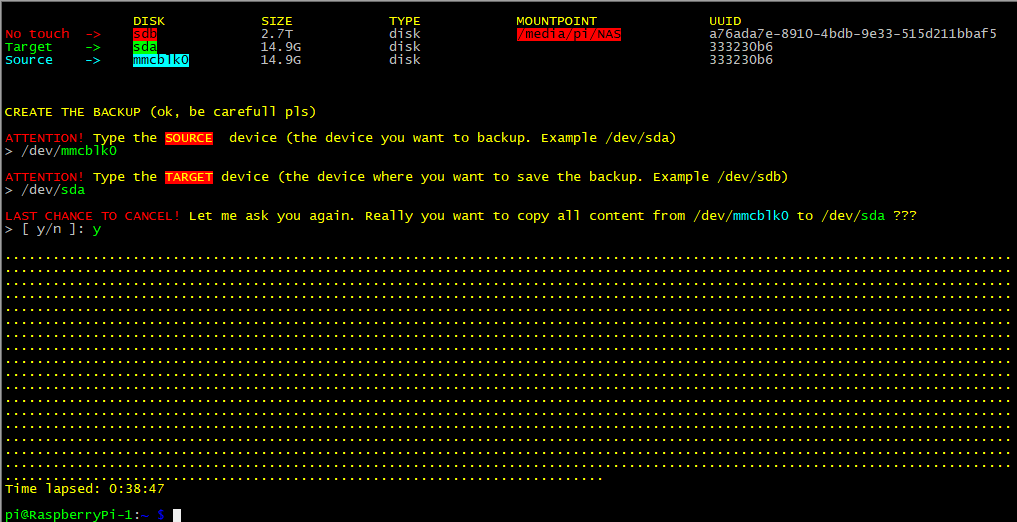 DISK SIZE TYPE MOUNTPOINT UUID
No touch -> sdb 2.7T disk /media/pi/NAS a76ada7e-8910-4bdb-9e33-515d211bbaf5
Target -> sda 14.9G disk 333230b6
Source -> mmcblk0 14.9G disk 333230b6
CREATE THE BACKUP (ok, be carefull pls)
ATTENTION! Type the SOURCE device (the device you want to backup. Example /dev/sda)
> /dev/mmcblk0
ATTENTION! Type the TARGET device (the device where you want to save the backup. Example /dev/sdb)
> /dev/sda
LAST CHANCE TO CANCEL! Let me ask you again. Really you want to copy all content from /dev/mmcblk0 to /dev/sda ???
> [ y/n ]: y
Time lapsed: 0:38:47
pi@RaspberryPi-1:~ $